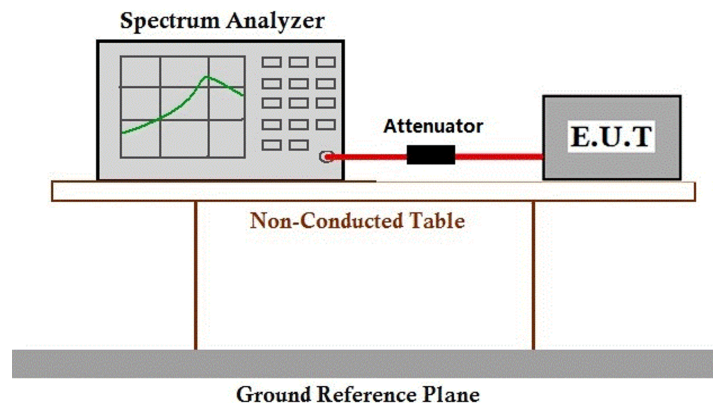 Spectrum Analyzer
Attenuator
E.U.T
Non-Conducted Table
Ground Reference Plane